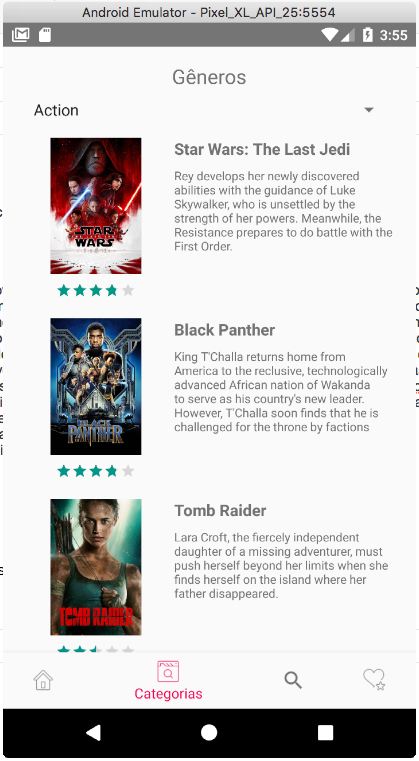 Android Emulator - Pixel_XL_API_25:5554
3:55
Gêneros
Action
STAR WARS
Star Wars: The Last Jedi
Rey develops her newly discovered
abilities with the guidance of Luke
Skywalker, who is unsettled by the
strength of her powers. Meanwhile, the
Resistance prepares to do battle with the
First Order.
BLACK PANTHER
Black Panther
King T'Challa returns home from
America to the reclusive, technologically
advanced African nation of Wakanda
to serve as his country's new leader.
However, T'Challa soon finds that he is
challenged for the throne by factions
TOMB RAIDER
Tomb Raider
Lara Croft, the fiercely independent
daughter of a missing adventurer, must
push herself beyond her limits when she
finds herself on the island where her
father disappeared.
Categorias